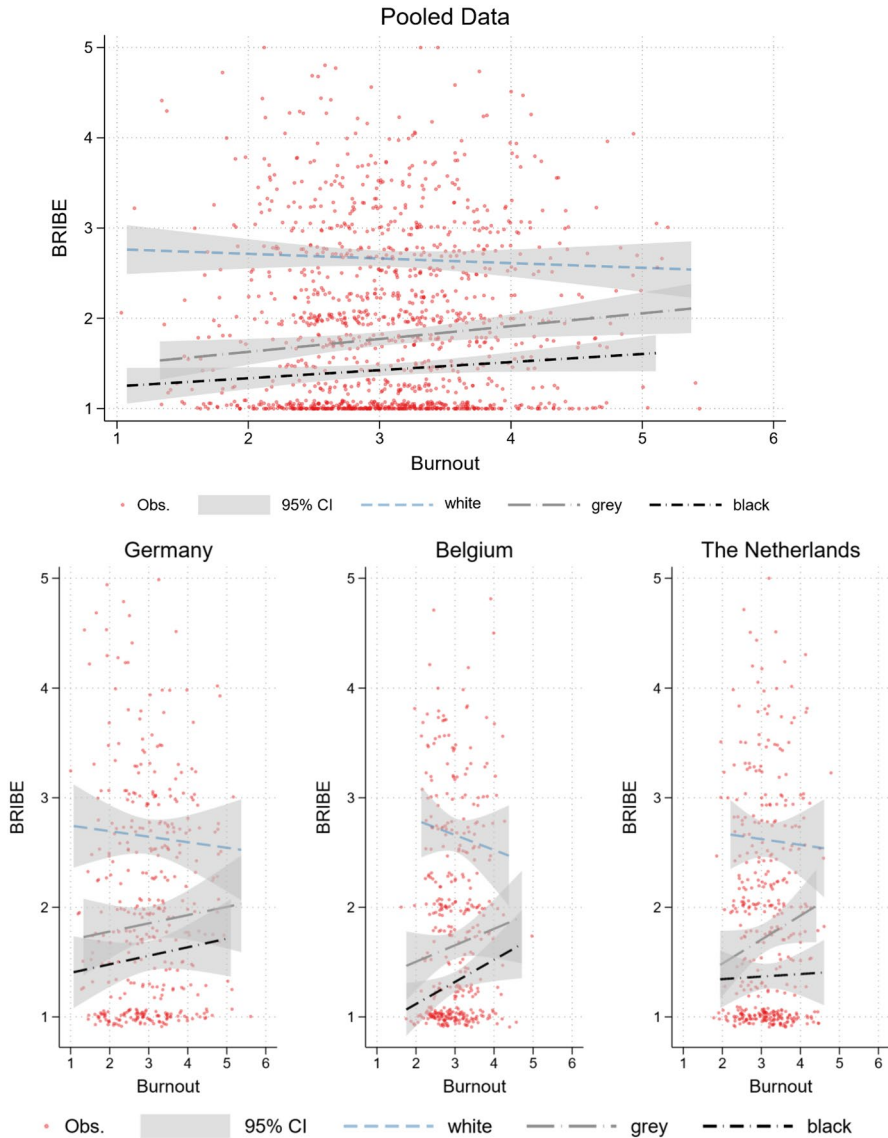 Pooled Data
5
4
3
2
1
BRIBE
1 2 3 4 5 6
Burnout
Obs. 95% CI white grey black
Germany Belgium The Netherlands
5 5 5
4 4 4
3 3 3
BRIBE BRIBE BRIBE
2 2 2
1 1 1
1 2 3 4 5 6 1 2 3 4 5 6 1 2 3 4 5 6
Burnout Burnout Burnout
Obs. 95% CI white grey black